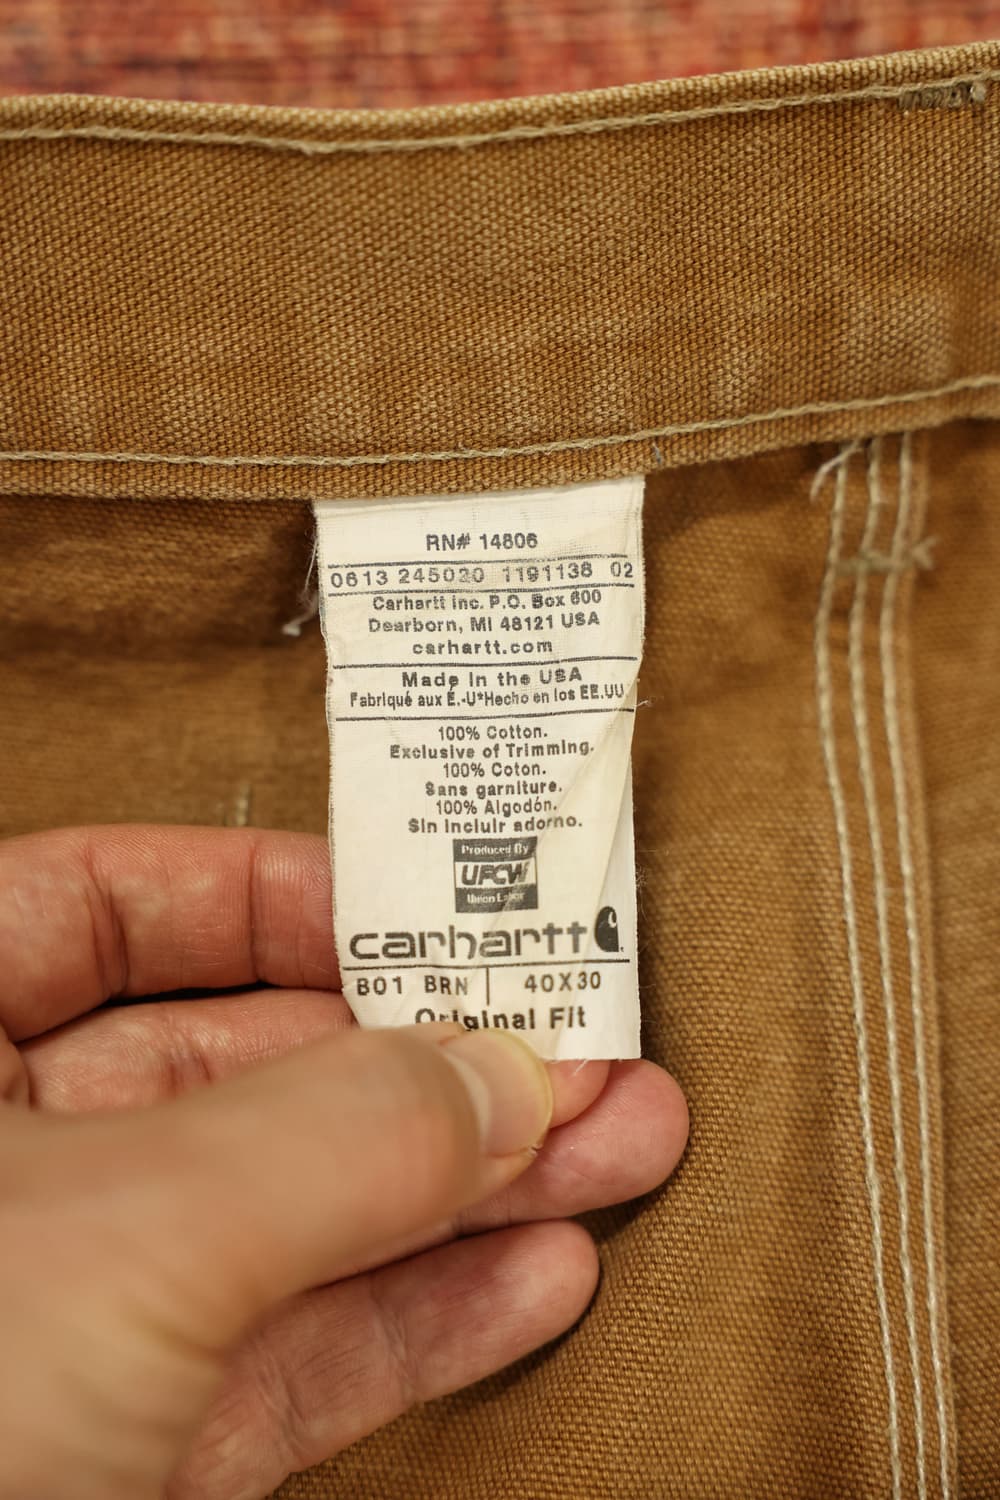 RN# 14806
0613 245020 1191138 02
Carhartt Inc. P.O. Box 600
Dearborn, MI 48121 USA
carhartt.com
Made in the USA
Fabriqué aux É.-U*Hecho en los EE.UU.
100% Cotton.
Exclusive of Trimming.
100% Coton.
Sans garniture.
100% Algodón.
Sin incluir adorno.
Produced By
UFCW
Union Labor
carhartt
B01 BRN | 40X30
Original Fit